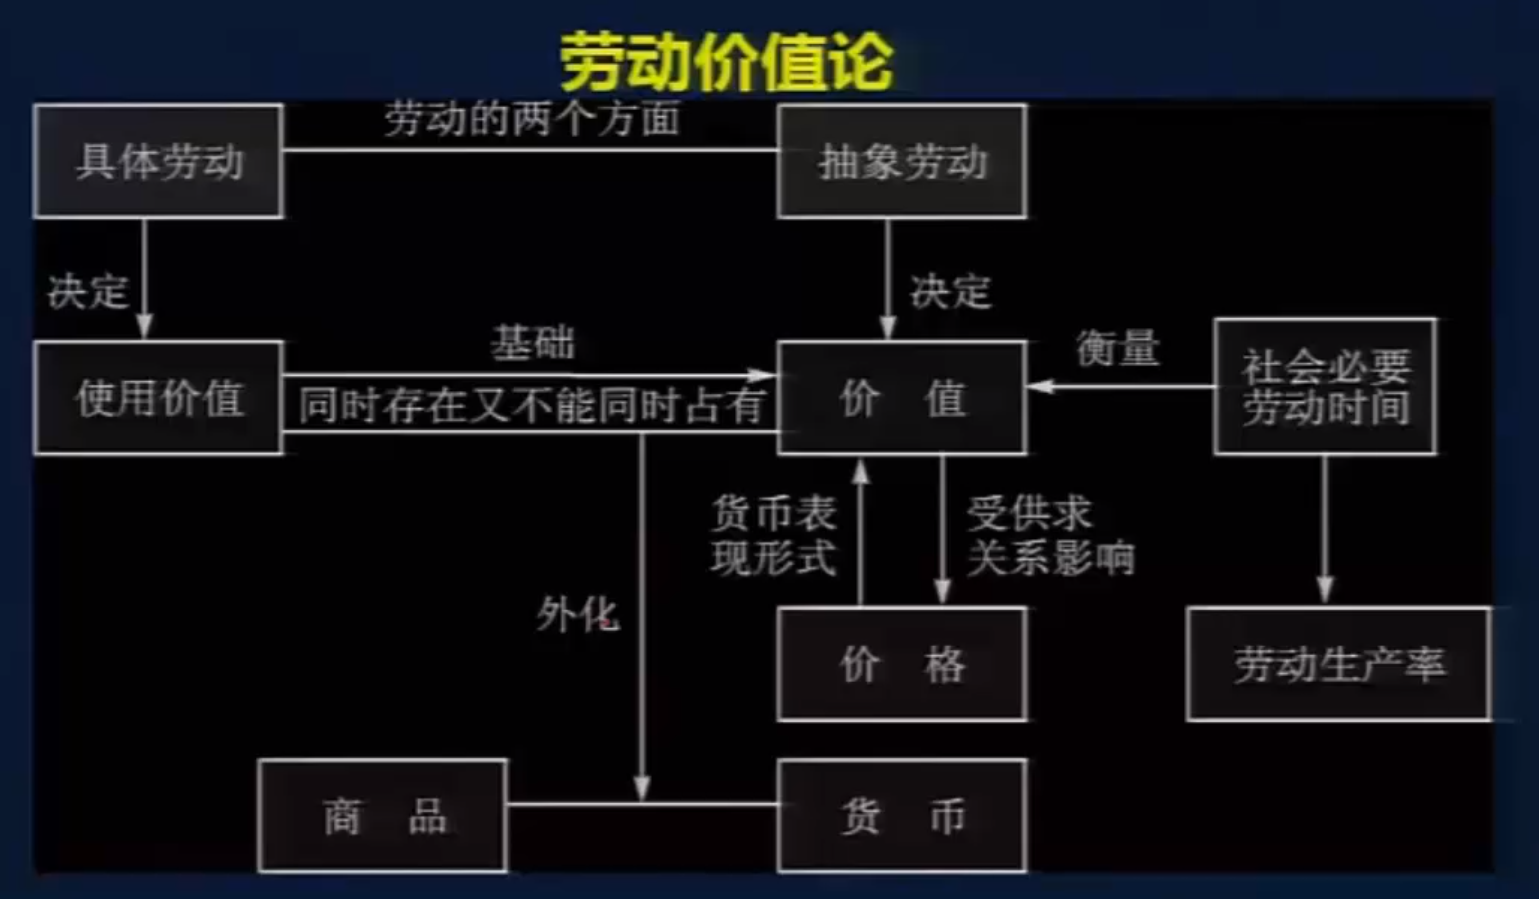 劳动价值论
劳动的两个方面
具体劳动
抽象劳动
决定
决定
基础
衡量
使用价值
同时存在又不能同时占有
价 值
社会必要
劳动时间
货币表
现形式
受供求
关系影响
外化
价 格
劳动生产率
商 品
货 币